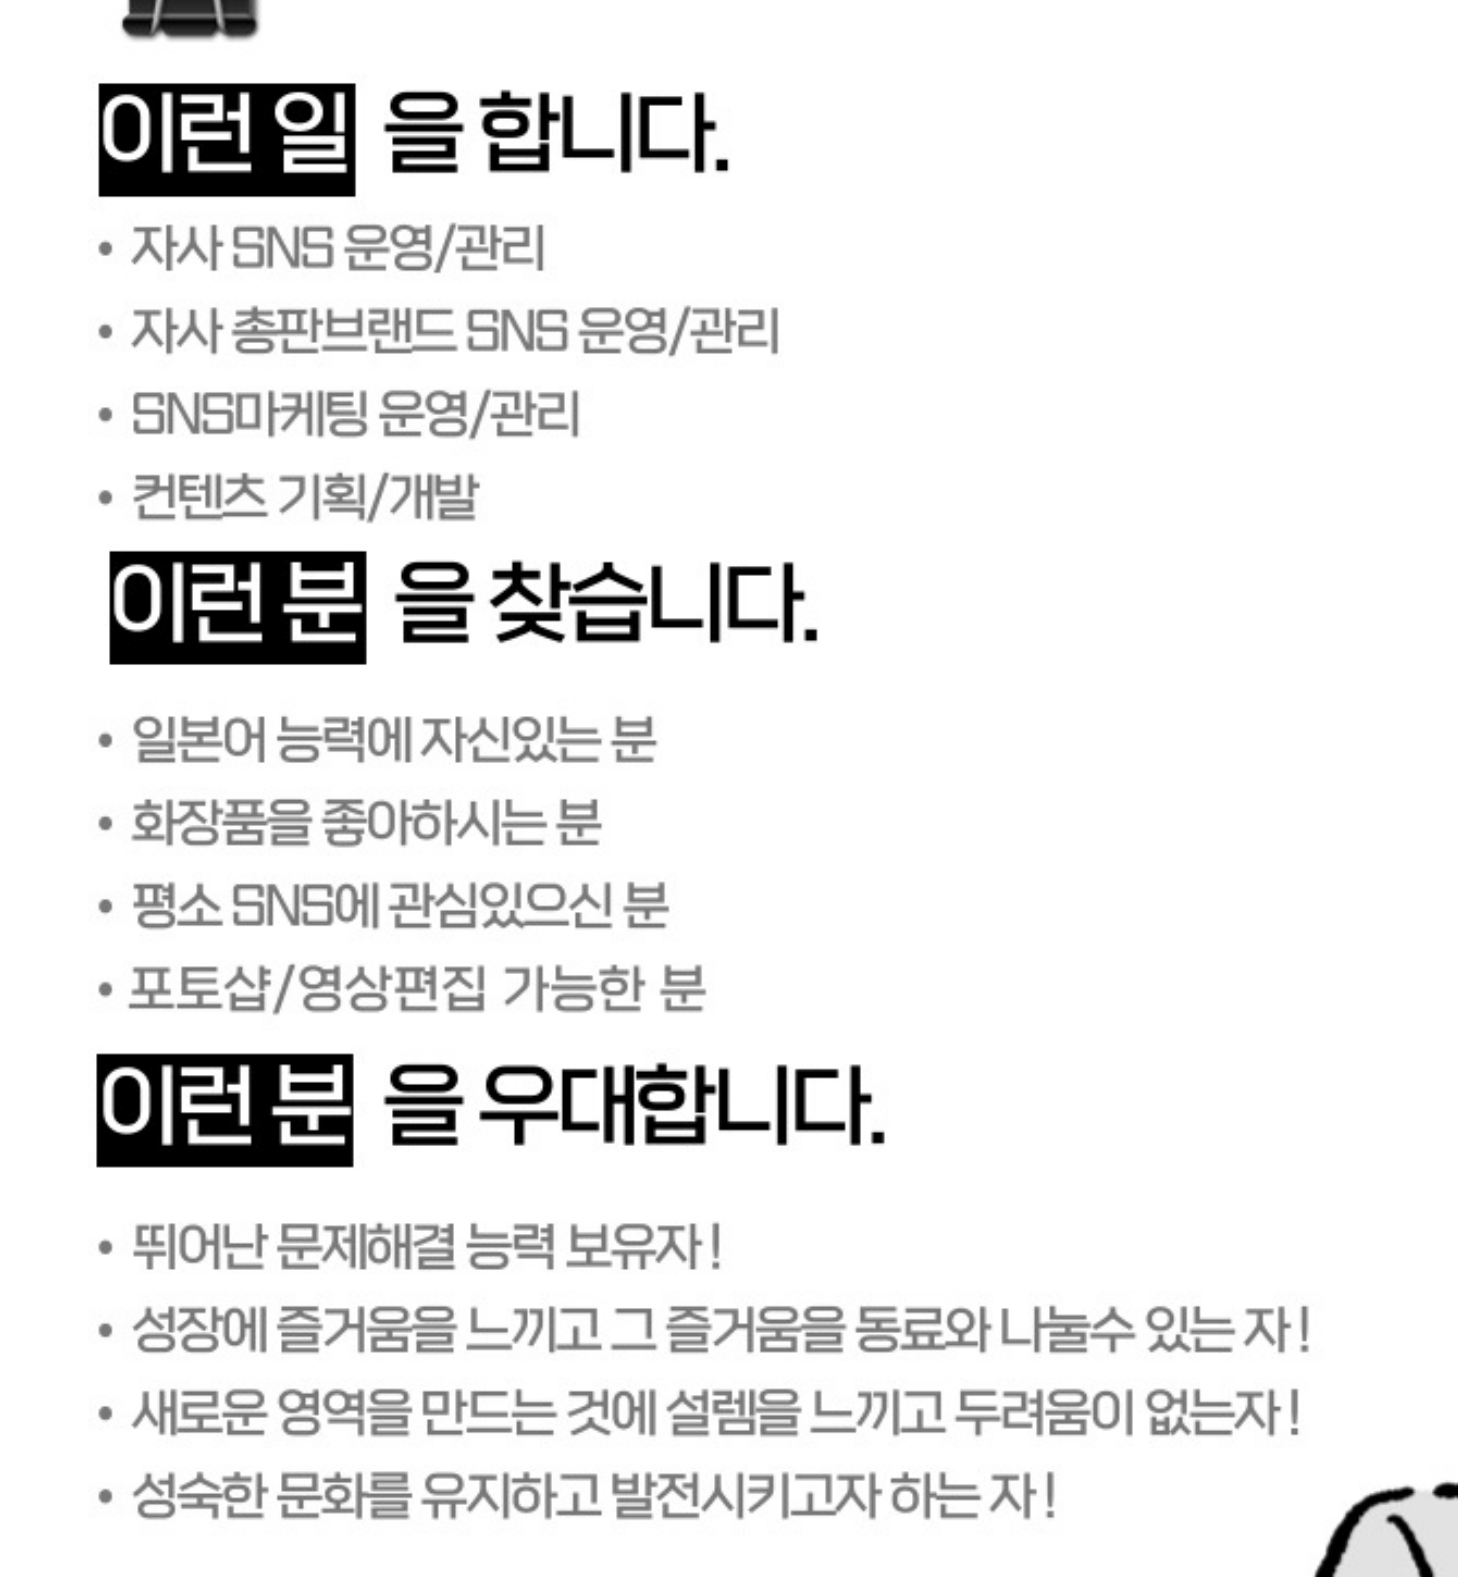 이런 일 을 합니다.
• 자사 SNS 운영/관리
• 자사 총판브랜드 SNS 운영/관리
• SNS마케팅 운영/관리
• 컨텐츠 기획/개발
이런 분 을 찾습니다.
• 일본어 능력에 자신있는 분
• 화장품을 좋아하시는 분
• 평소 SNS에 관심있으신 분
• 포토샵/영상편집 가능한 분
이런 분 을 우대합니다.
• 뛰어난 문제해결 능력 보유자!
• 성장에 즐거움을 느끼고 그 즐거움을 동료와 나눌수 있는 자!
• 새로운 영역을 만드는 것에 설렘을 느끼고 두려움이 없는자!
• 성숙한 문화를 유지하고 발전시키고자 하는 자!